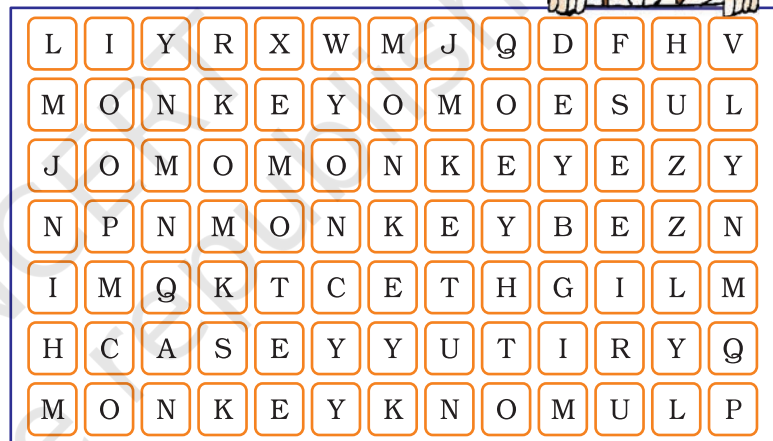 L I Y R X W M J Q D F H V
M O N K E Y O M O E S U L
J O M O M O N K E Y E Z Y
N P N M O N K E Y B E Z N
I M Q K T C E T H G I L M
H C A S E Y Y U T I R Y Q
M O N K E Y K N O M U L P